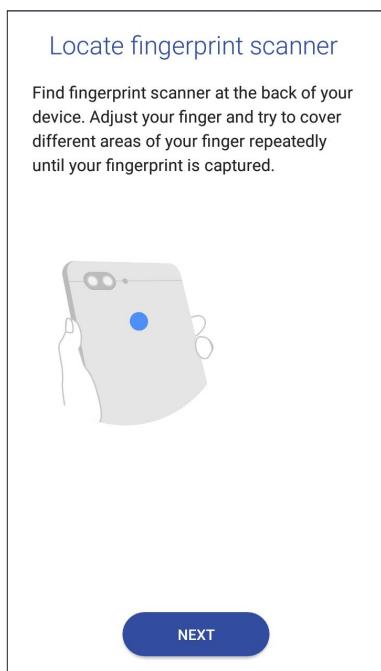 Locate fingerprint scanner
Find fingerprint scanner at the back of your
device. Adjust your finger and try to cover
different areas of your finger repeatedly
until your fingerprint is captured.
NEXT